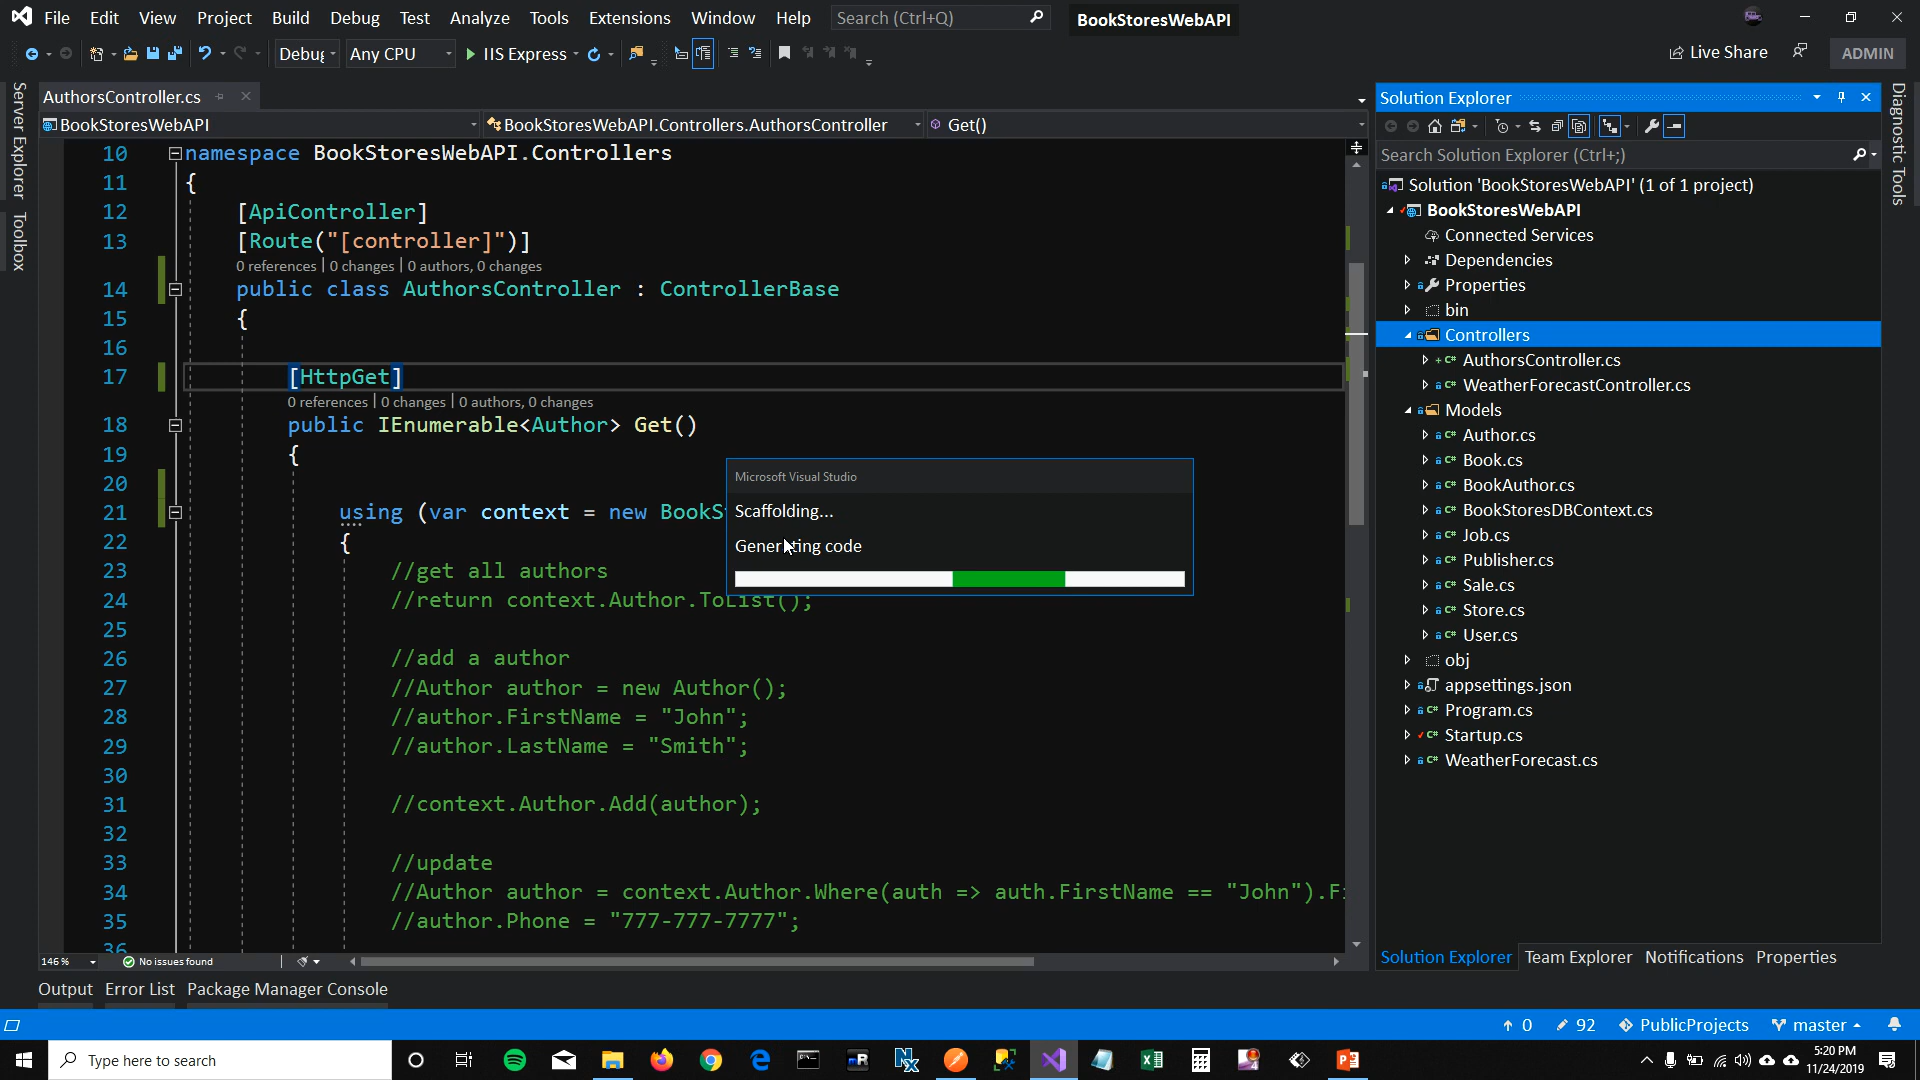 File Edit View Project Build Debug Test Analyze Tools Extensions Window Help Search (Ctrl+Q) BookStoresWebAPI
Debug Any CPU IIS Express Live Share ADMIN
Server Explorer
Toolbox
AuthorsController.cs
BookStoresWebAPI BookStoresWebAPI.Controllers.AuthorsController Get()
10 namespace BookStoresWebAPI.Controllers
11 {
12 [ApiController]
13 [Route("[controller]")]
0 references | 0 changes | 0 authors, 0 changes
14 public class AuthorsController : ControllerBase
15 {
16
17 [HttpGet]
0 references | 0 changes | 0 authors, 0 changes
18 public IEnumerable<Author> Get()
19 {
20
21 using (var context = new BookS
22 {
23 //get all authors
24 //return context.Author.ToList();
25
26 //add a author
27 //Author author = new Author();
28 //author.FirstName = "John";
29 //author.LastName = "Smith";
30
31 //context.Author.Add(author);
32
33 //update
34 //Author author = context.Author.Where(auth => auth.FirstName == "John").Fi
35 //author.Phone = "777-777-7777";
36
Microsoft Visual Studio
Scaffolding...
Generating code
146 % No issues found
Output Error List Package Manager Console
Solution Explorer
Search Solution Explorer (Ctrl+;)
Solution 'BookStoresWebAPI' (1 of 1 project)
BookStoresWebAPI
Connected Services
Dependencies
Properties
bin
Controllers
AuthorsController.cs
WeatherForecastController.cs
Models
Author.cs
Book.cs
BookAuthor.cs
BookStoresDBContext.cs
Job.cs
Publisher.cs
Sale.cs
Store.cs
User.cs
obj
appsettings.json
Program.cs
Startup.cs
WeatherForecast.cs
Solution Explorer Team Explorer Notifications Properties
Diagnostic Tools
0 92 PublicProjects master
Type here to search
5:20 PM
11/24/2019